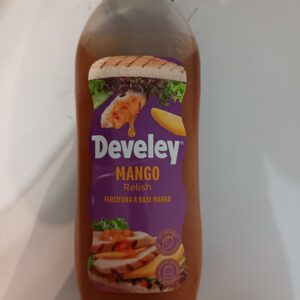 Develey
MANGO
Relish
FARCITURA A BASE MANGO